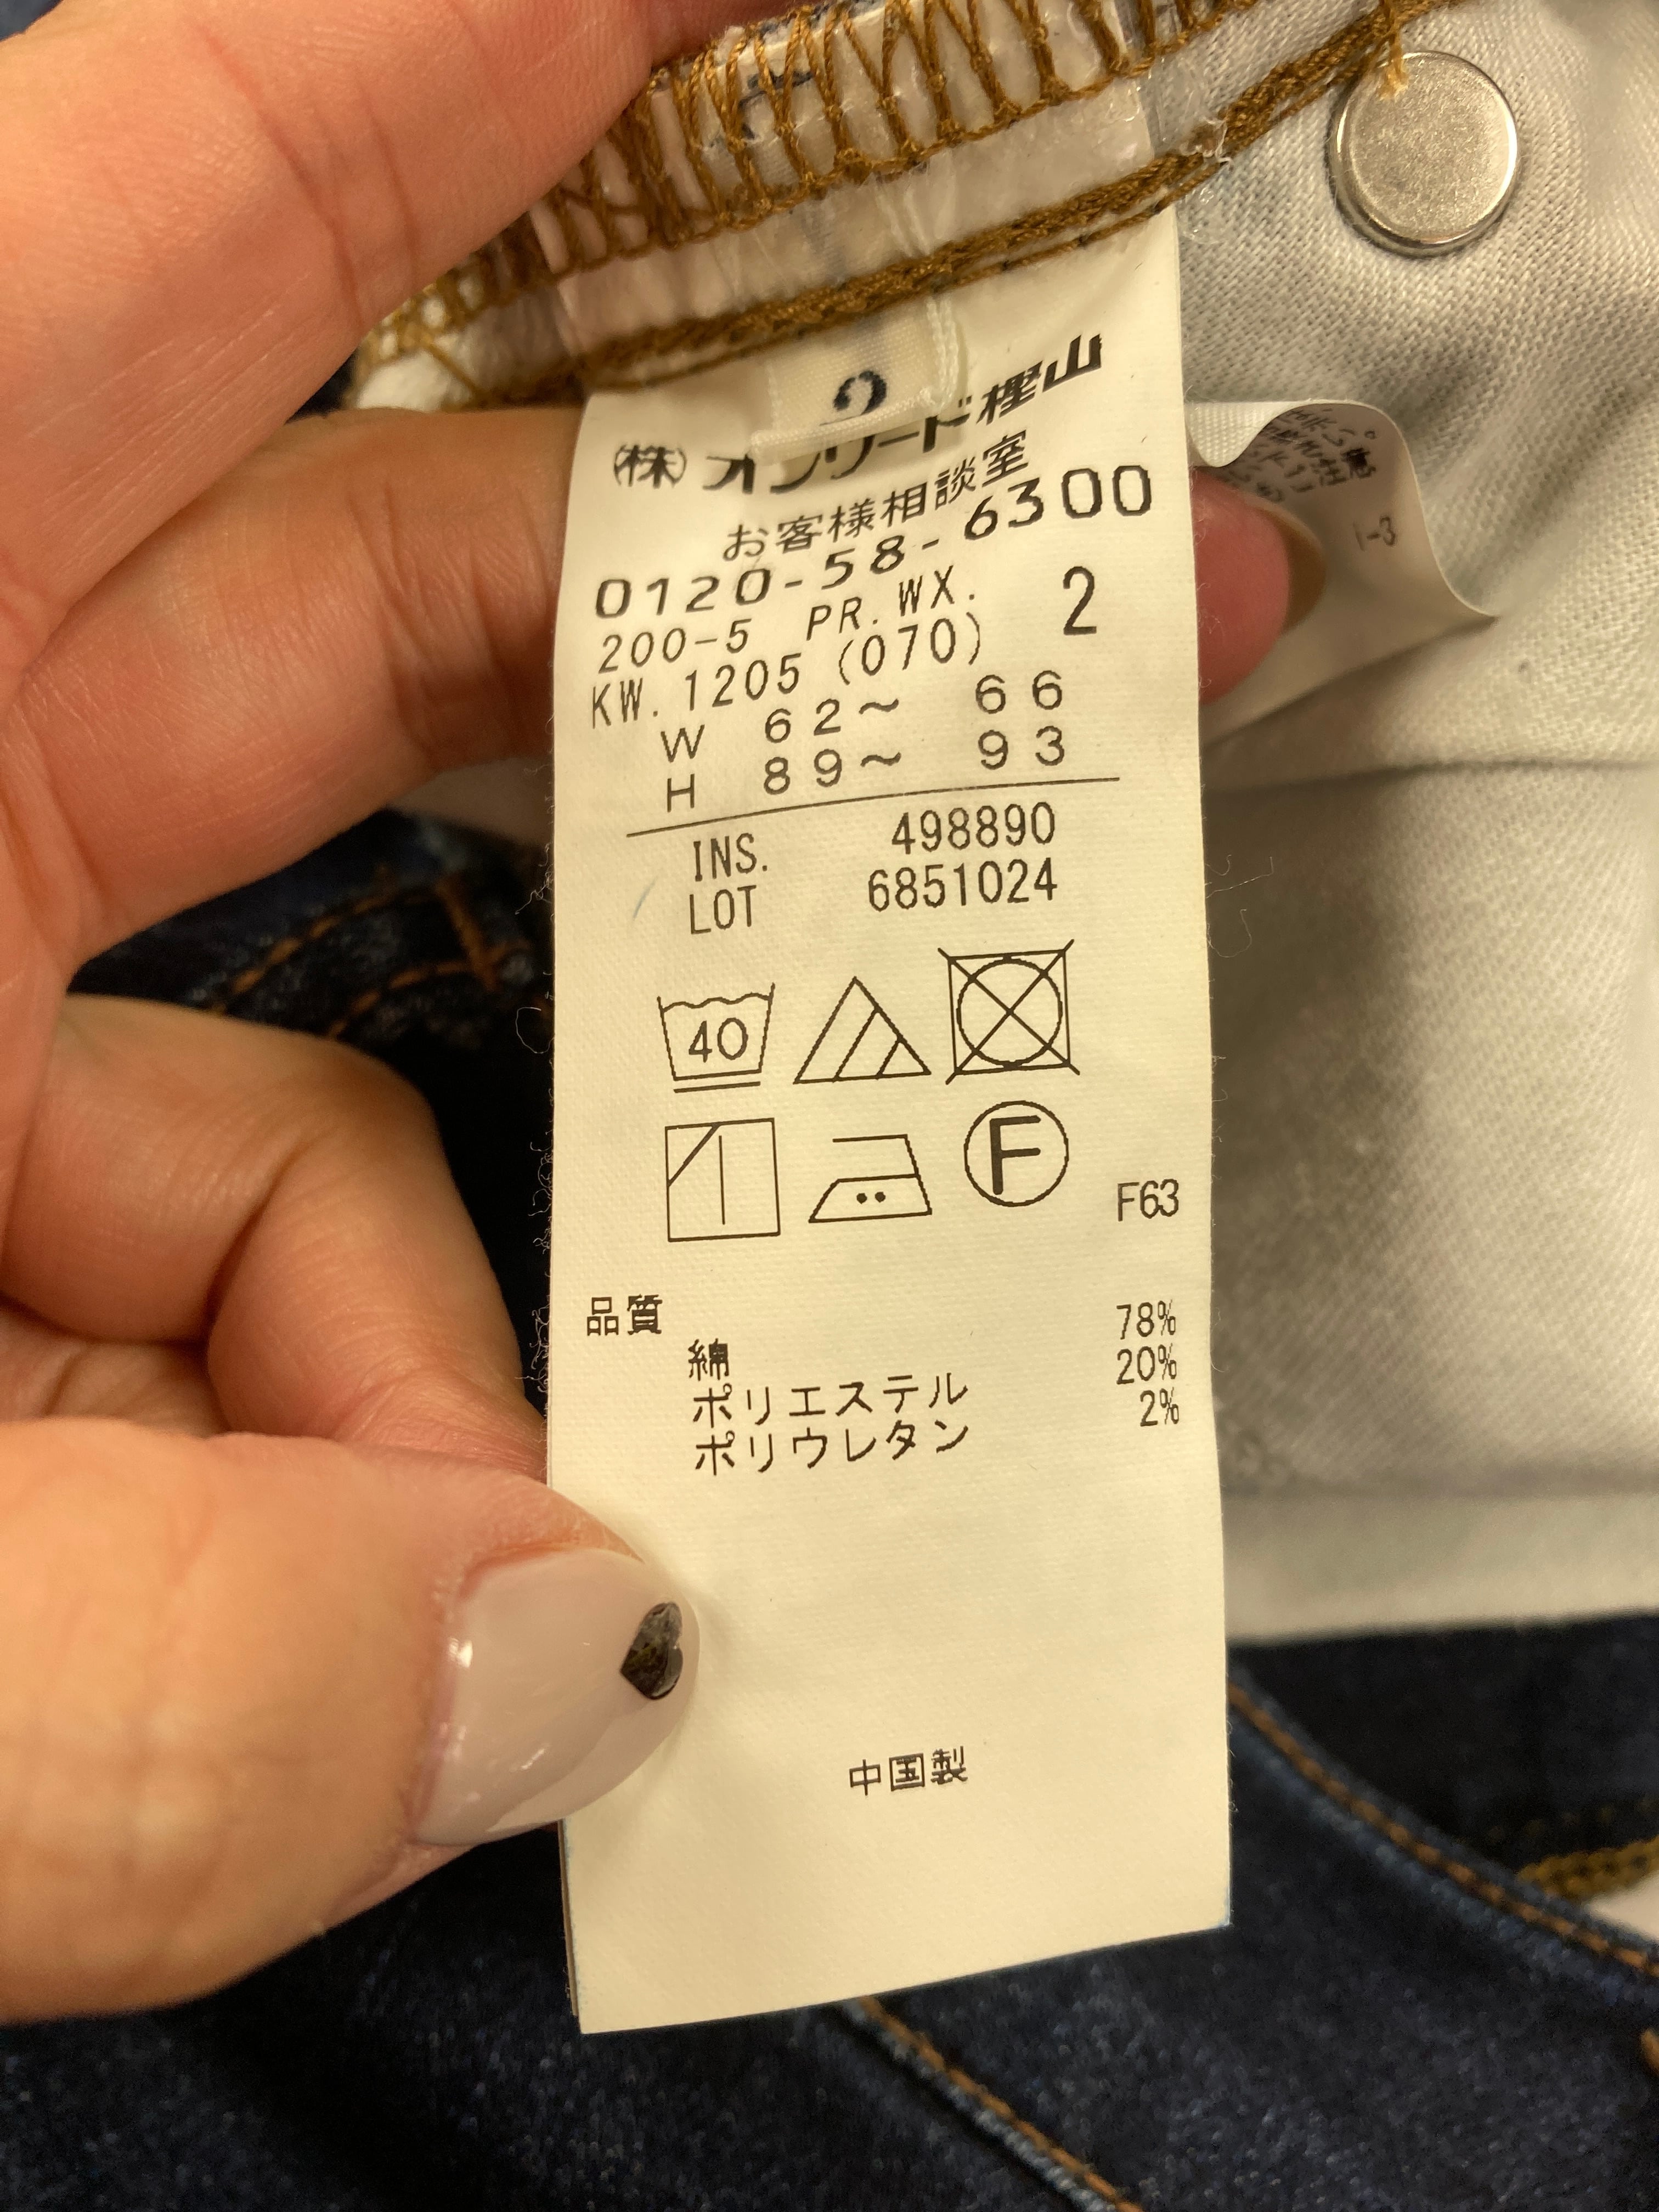 2
(株)オンワード樫山
お客様相談室
0120-58-6300
200-5 PR.WX. 2
KW.1205(070)
W 62~ 66
H 89~ 93
INS. 498890
LOT 6851024
40
F
F63
品質
綿 78%
ポリエステル 20%
ポリウレタン 2%
中国製